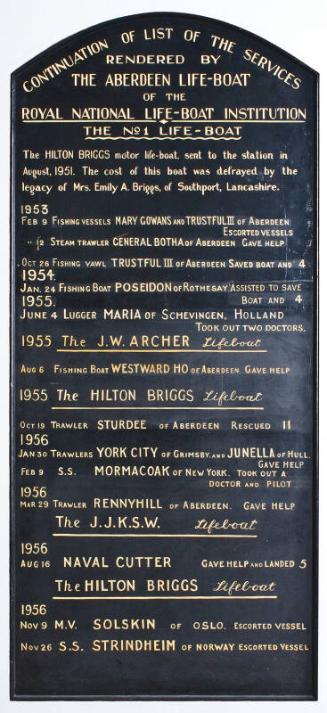 CONTINUATION OF LIST OF THE SERVICES
RENDERED BY
THE ABERDEEN LIFE-BOAT
OF THE
ROYAL NATIONAL LIFE-BOAT INSTITUTION
THE No1 LIFE-BOAT
The HILTON BRIGGS motor life-boat, sent to the station in
August, 1951. The cost of this boat was defrayed by the
legacy of Mrs. Emily A. Briggs, of Southport, Lancashire.
1953
FEB 9 FISHING VESSELS MARY GOWANS AND TRUSTFUL III OF ABERDEEN
ESCORTED VESSELS
" 12 STEAM TRAWLER GENERAL BOTHA OF ABERDEEN GAVE HELP
OCT 26 FISHING YAWL TRUSTFUL III OF ABERDEEN SAVED BOAT AND 4
1954
JAN. 24 FISHING BOAT POSEIDON OF ROTHESAY ASSISTED TO SAVE
BOAT AND 4
1955.
JUNE 4 LUGGER MARIA OF SCHEVINGEN, HOLLAND
TOOK OUT TWO DOCTORS.
1955 The J.W. ARCHER Lifeboat
AUG 6 FISHING BOAT WESTWARD HO OF ABERDEEN GAVE HELP
1955 The HILTON BRIGGS Lifeboat
OCT 19 TRAWLER STURDEE OF ABERDEEN RESCUED 11
1956
JAN 30 TRAWLERS YORK CITY OF GRIMSBY AND JUNELLA OF HULL.
GAVE HELP
FEB 9 S.S. MORMACOAK OF NEW YORK. TOOK OUT A
DOCTOR AND PILOT
1956
MAR 29 TRAWLER RENNYHILL OF ABERDEEN. GAVE HELP
The J.J.K.S.W. Lifeboat
1956
AUG 16 NAVAL CUTTER GAVE HELP AND LANDED 5
The HILTON BRIGGS Lifeboat
1956
NOV 9 M.V. SOLSKIN OF OSLO. ESCORTED VESSEL
NOV 26 S.S. STRINDHEIM OF NORWAY ESCORTED VESSEL